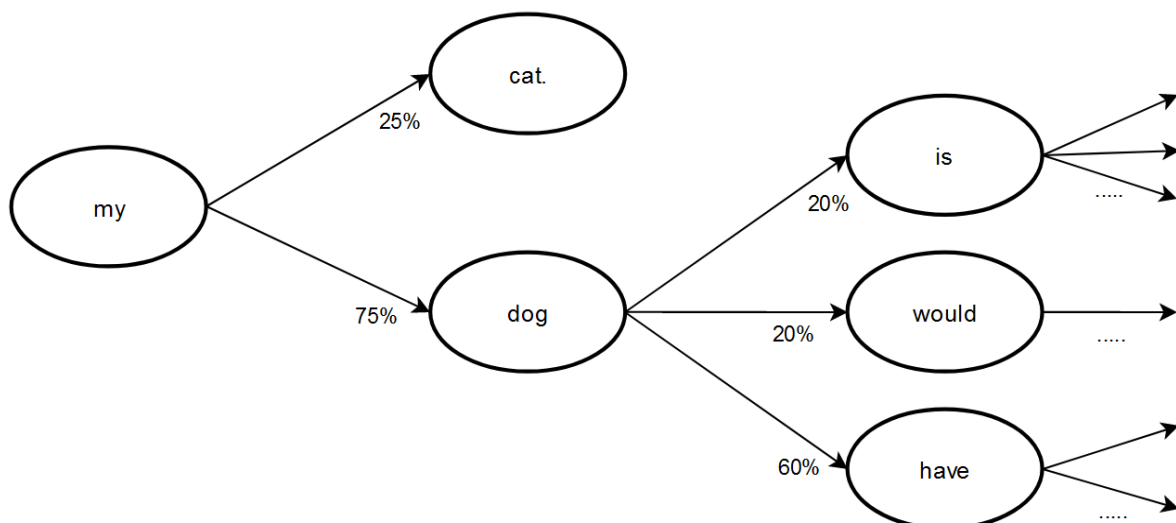 cat.
25%
my
is
20%
.....
75%
dog
would
20%
.....
60%
have
.....